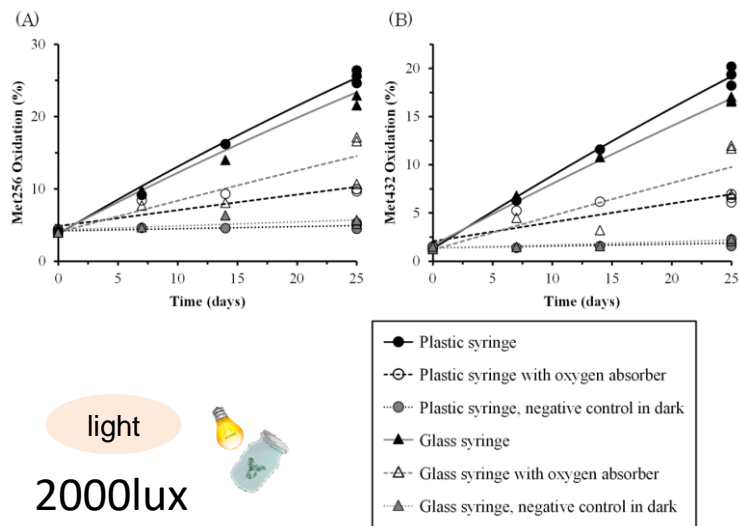 (A)
30
20
10
0
Met256 Oxidation (%)
0 5 10 15 20 25
Time (days)
(B)
20
15
10
5
0
Met432 Oxidation (%)
0 5 10 15 20 25
Time (days)
Plastic syringe
Plastic syringe with oxygen absorber
Plastic syringe, negative control in dark
Glass syringe
Glass syringe with oxygen absorber
Glass syringe, negative control in dark
light
2000lux